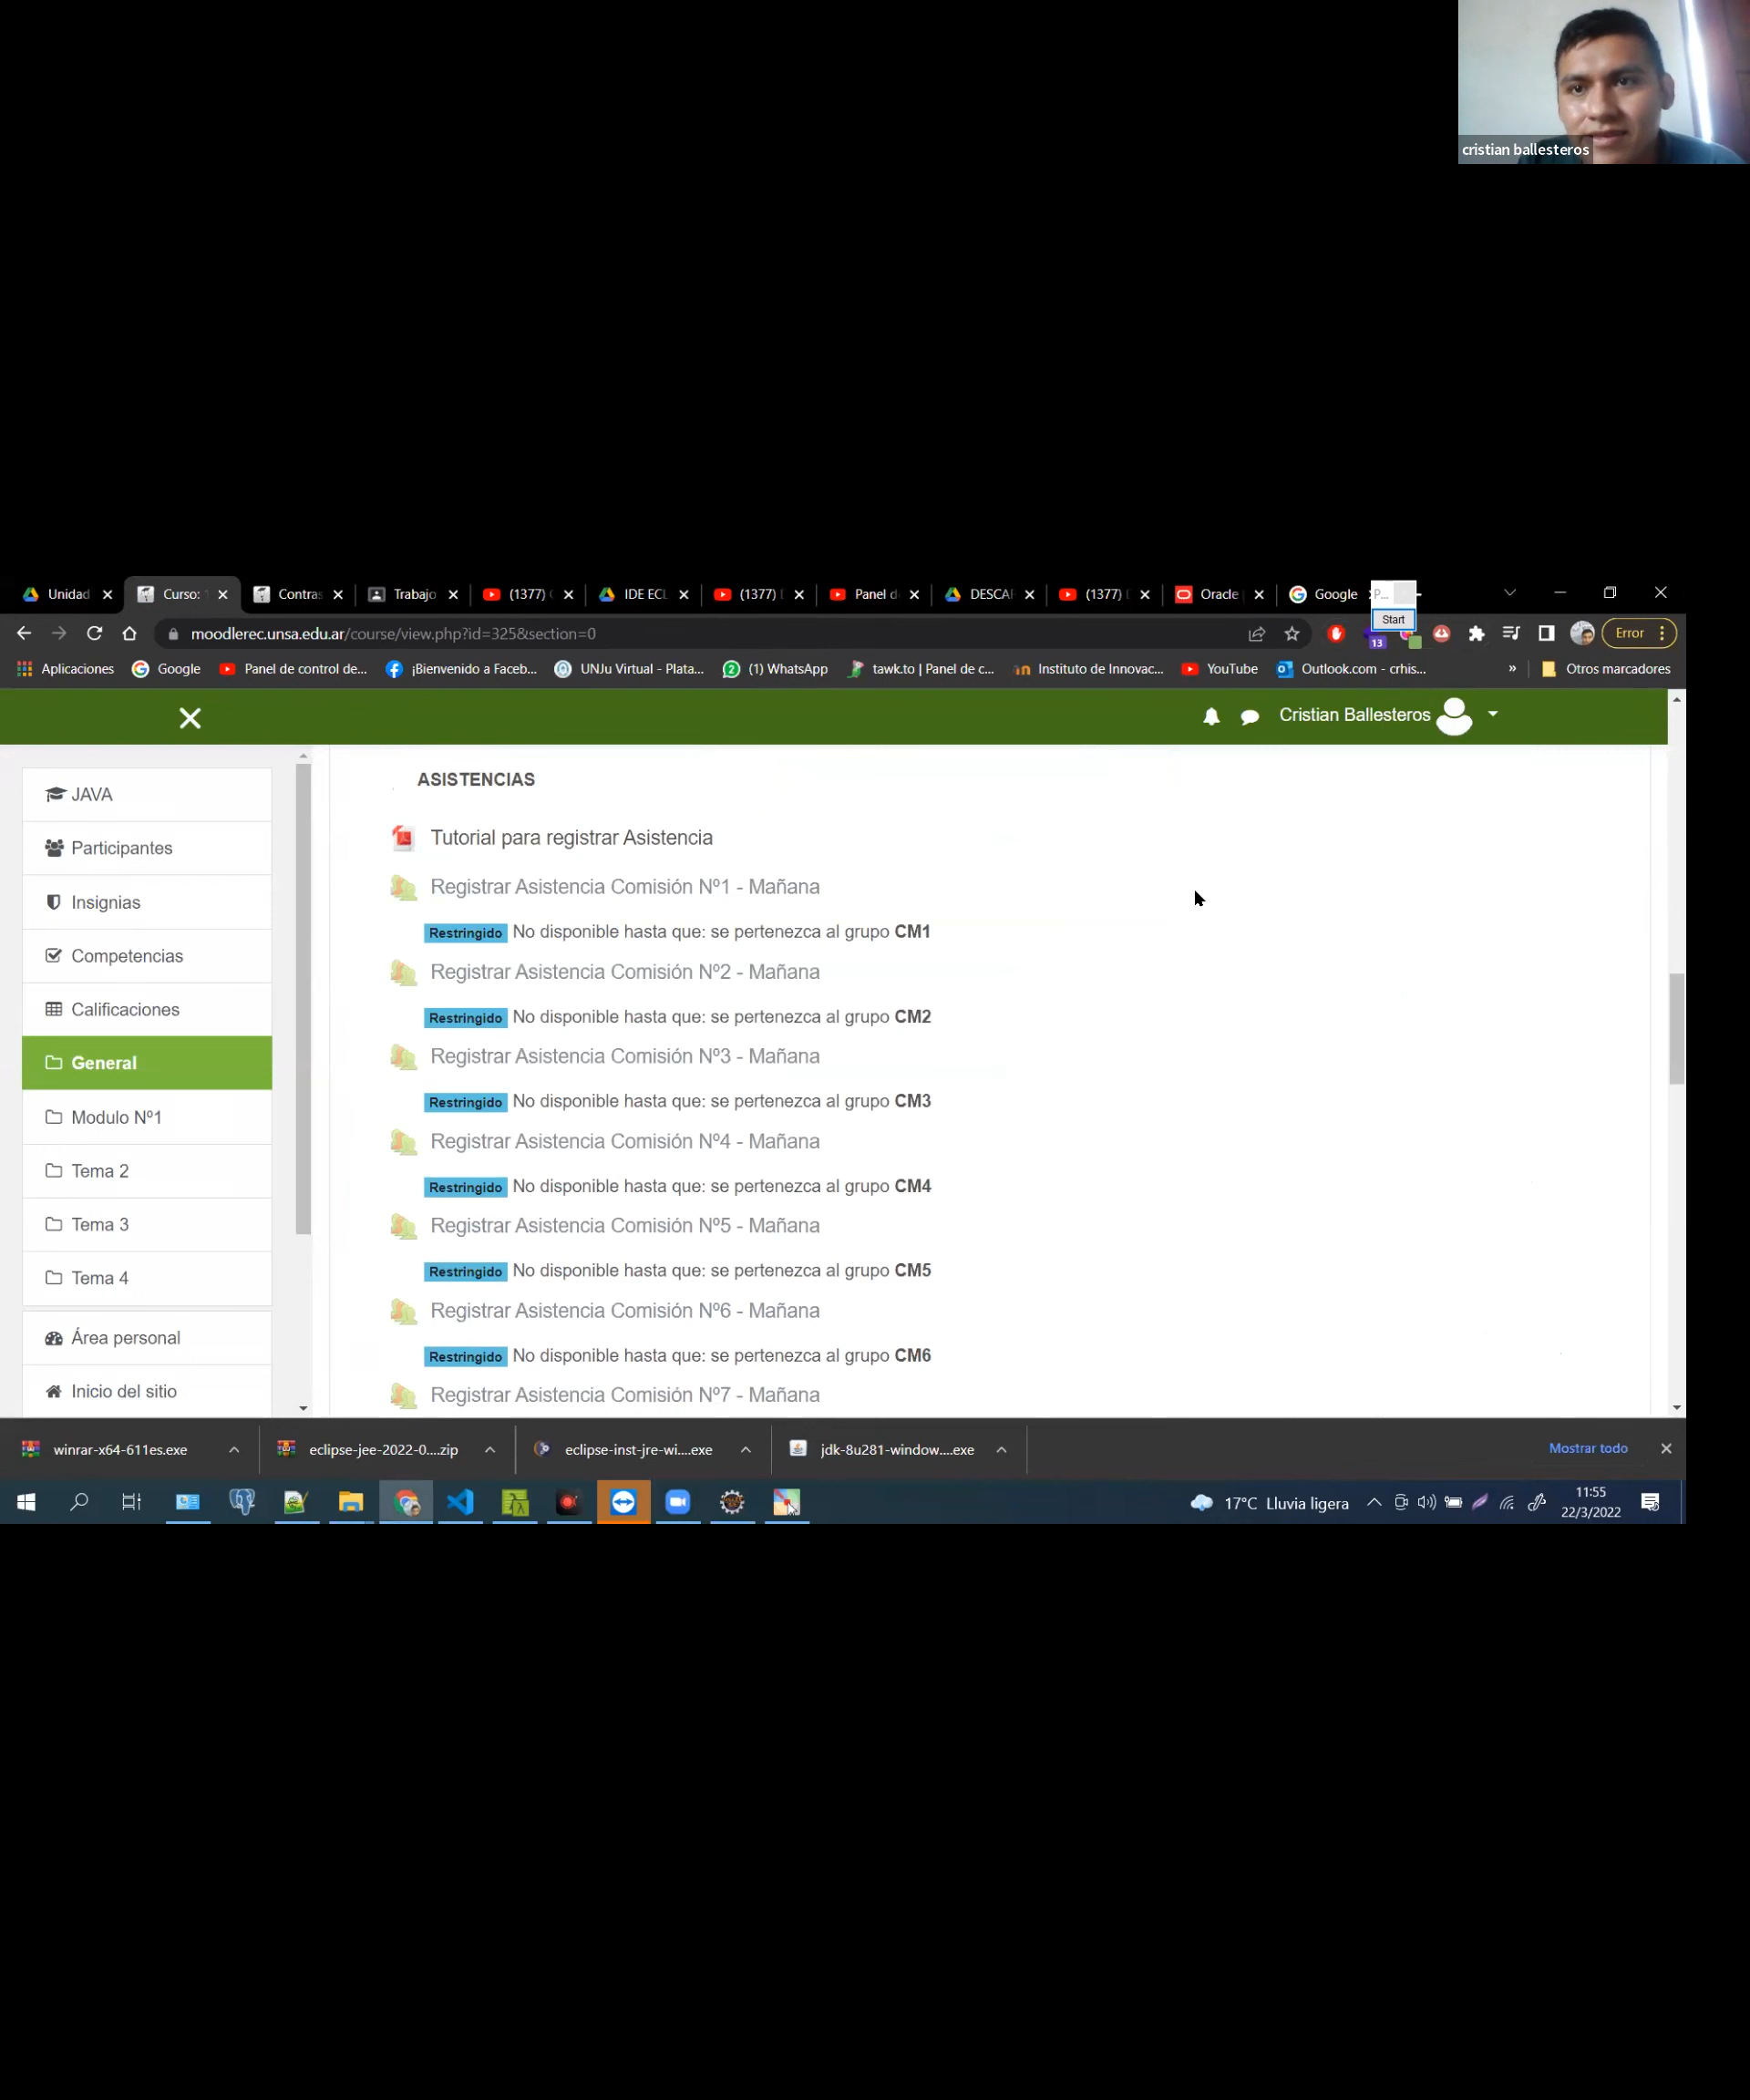 cristian ballesteros
Unidad
Curso:
Contras
Trabajo
(1377)
IDE ECL
(1377)
Panel d
DESCAR
(1377)
Oracle
Google
P...
Start
moodlerec.unsa.edu.ar/course/view.php?id=325&section=0
13
Error
Aplicaciones
Google
Panel de control de...
¡Bienvenido a Faceb...
UNJu Virtual - Plata...
(1) WhatsApp
tawk.to | Panel de c...
Instituto de Innovac...
YouTube
Outlook.com - crhis...
»
Otros marcadores
Cristian Ballesteros
JAVA
Participantes
Insignias
Competencias
Calificaciones
General
Modulo Nº1
Tema 2
Tema 3
Tema 4
Área personal
Inicio del sitio
ASISTENCIAS
Tutorial para registrar Asistencia
Registrar Asistencia Comisión Nº1 - Mañana
Restringido No disponible hasta que: se pertenezca al grupo CM1
Registrar Asistencia Comisión Nº2 - Mañana
Restringido No disponible hasta que: se pertenezca al grupo CM2
Registrar Asistencia Comisión Nº3 - Mañana
Restringido No disponible hasta que: se pertenezca al grupo CM3
Registrar Asistencia Comisión Nº4 - Mañana
Restringido No disponible hasta que: se pertenezca al grupo CM4
Registrar Asistencia Comisión Nº5 - Mañana
Restringido No disponible hasta que: se pertenezca al grupo CM5
Registrar Asistencia Comisión Nº6 - Mañana
Restringido No disponible hasta que: se pertenezca al grupo CM6
Registrar Asistencia Comisión Nº7 - Mañana
winrar-x64-611es.exe
eclipse-jee-2022-0....zip
eclipse-inst-jre-wi....exe
jdk-8u281-window....exe
Mostrar todo
17°C Lluvia ligera
11:55
22/3/2022